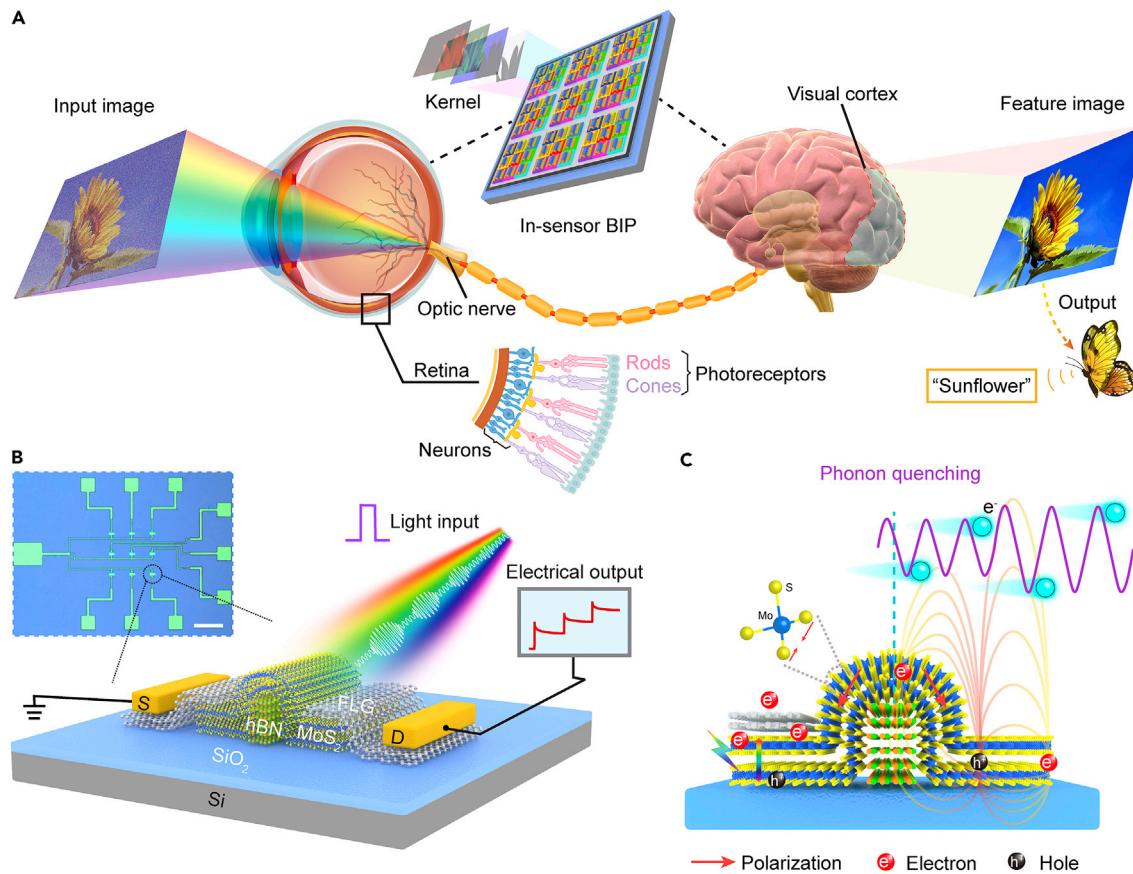 A
Input image
Kernel
In-sensor BIP
Visual cortex
Feature image
Optic nerve
Retina
Rods
Cones
Photoreceptors
Neurons
Output
“Sunflower”
B
Light input
Electrical output
S
hBN
MoS₂
FLG
D
SiO₂
Si
C
Phonon quenching
e⁻
S
Mo
e⁻
e⁻
e⁻
e⁻
h⁺
h⁺
e⁻
Polarization
e⁻ Electron
h⁺ Hole